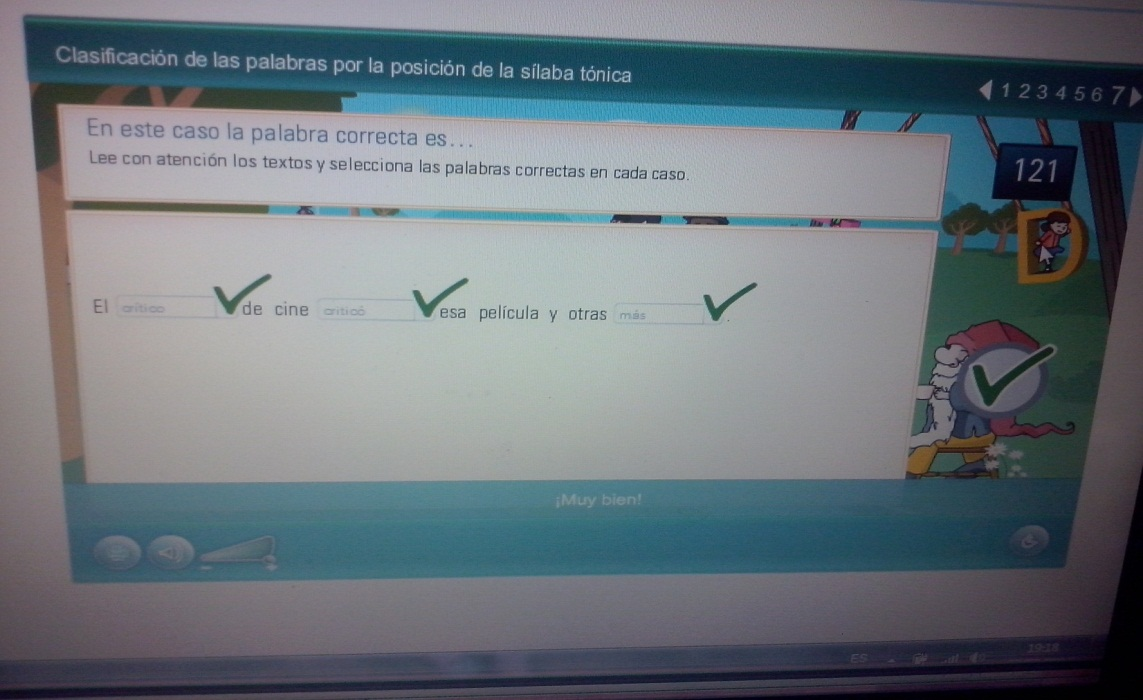 Clasificación de las palabras por la posición de la sílaba tónica
1 2 3 4 5 6 7
En este caso la palabra correcta es...
Lee con atención los textos y selecciona las palabras correctas en cada caso.
121
D
El crítico de cine criticó esa película y otras más.
¡Muy bien!
ES